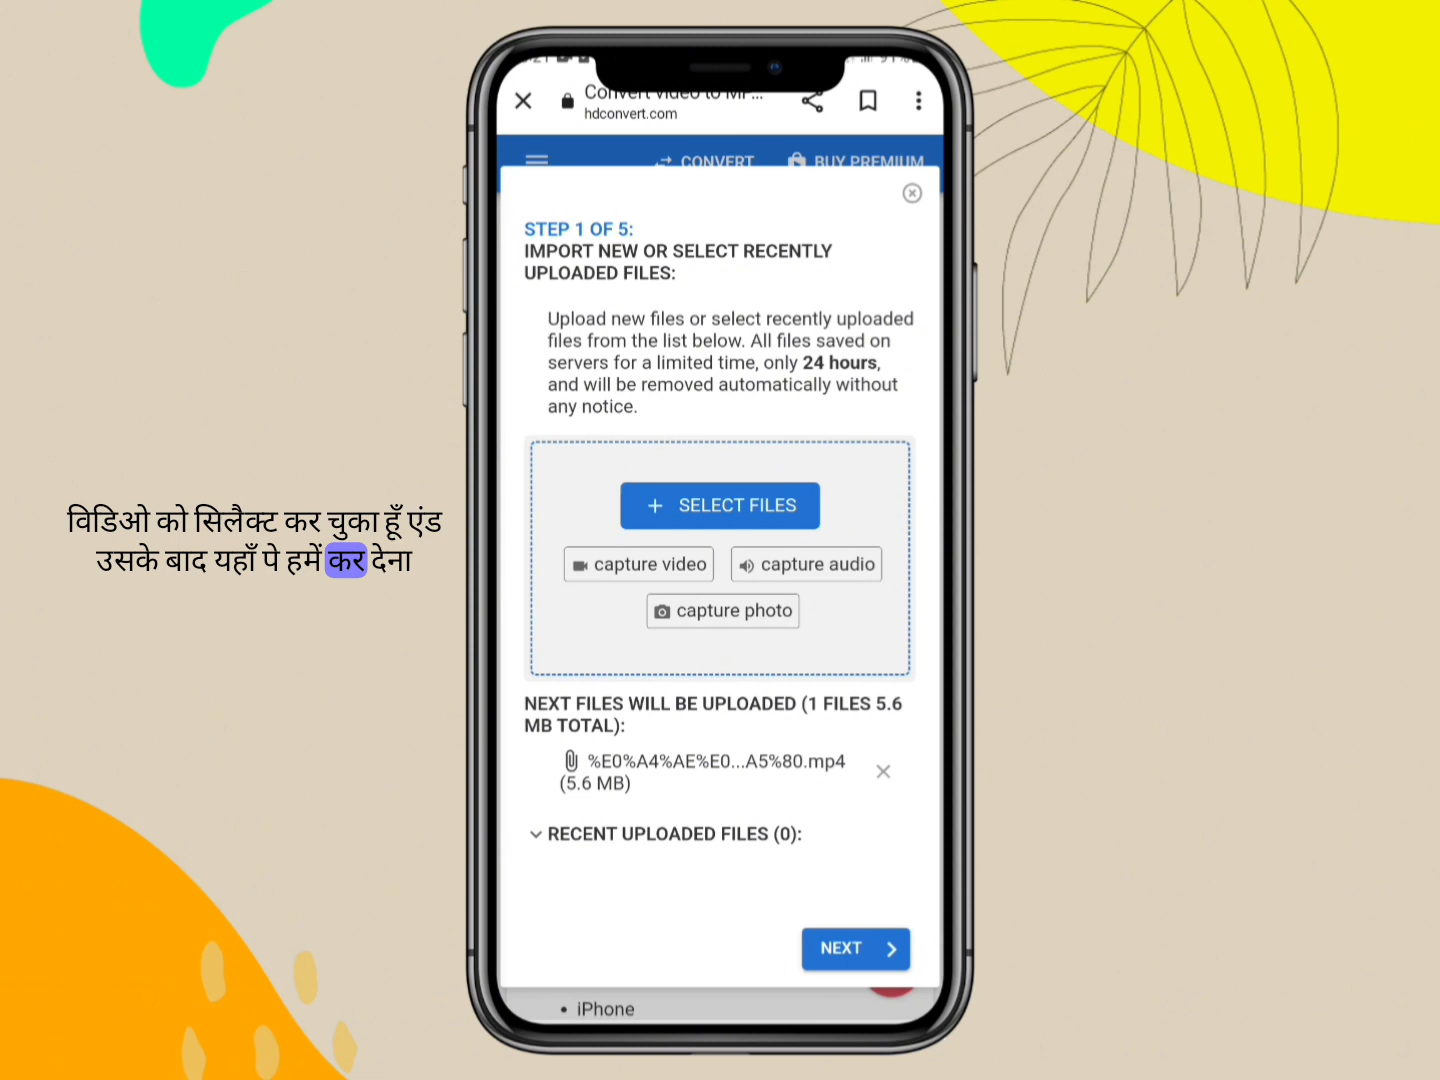 Convert video to MP...
hdconvert.com
CONVERT
BUY PREMIUM
STEP 1 OF 5:
IMPORT NEW OR SELECT RECENTLY
UPLOADED FILES:
Upload new files or select recently uploaded
files from the list below. All files saved on
servers for a limited time, only 24 hours,
and will be removed automatically without
any notice.
+ SELECT FILES
capture video
capture audio
capture photo
NEXT FILES WILL BE UPLOADED (1 FILES 5.6
MB TOTAL):
%E0%A4%AE%E0...A5%80.mp4
(5.6 MB)
RECENT UPLOADED FILES (0):
NEXT
• iPhone
विडिओ को सिलैक्ट कर चुका हूँ एंड
उसके बाद यहाँ पे हमें कर देना